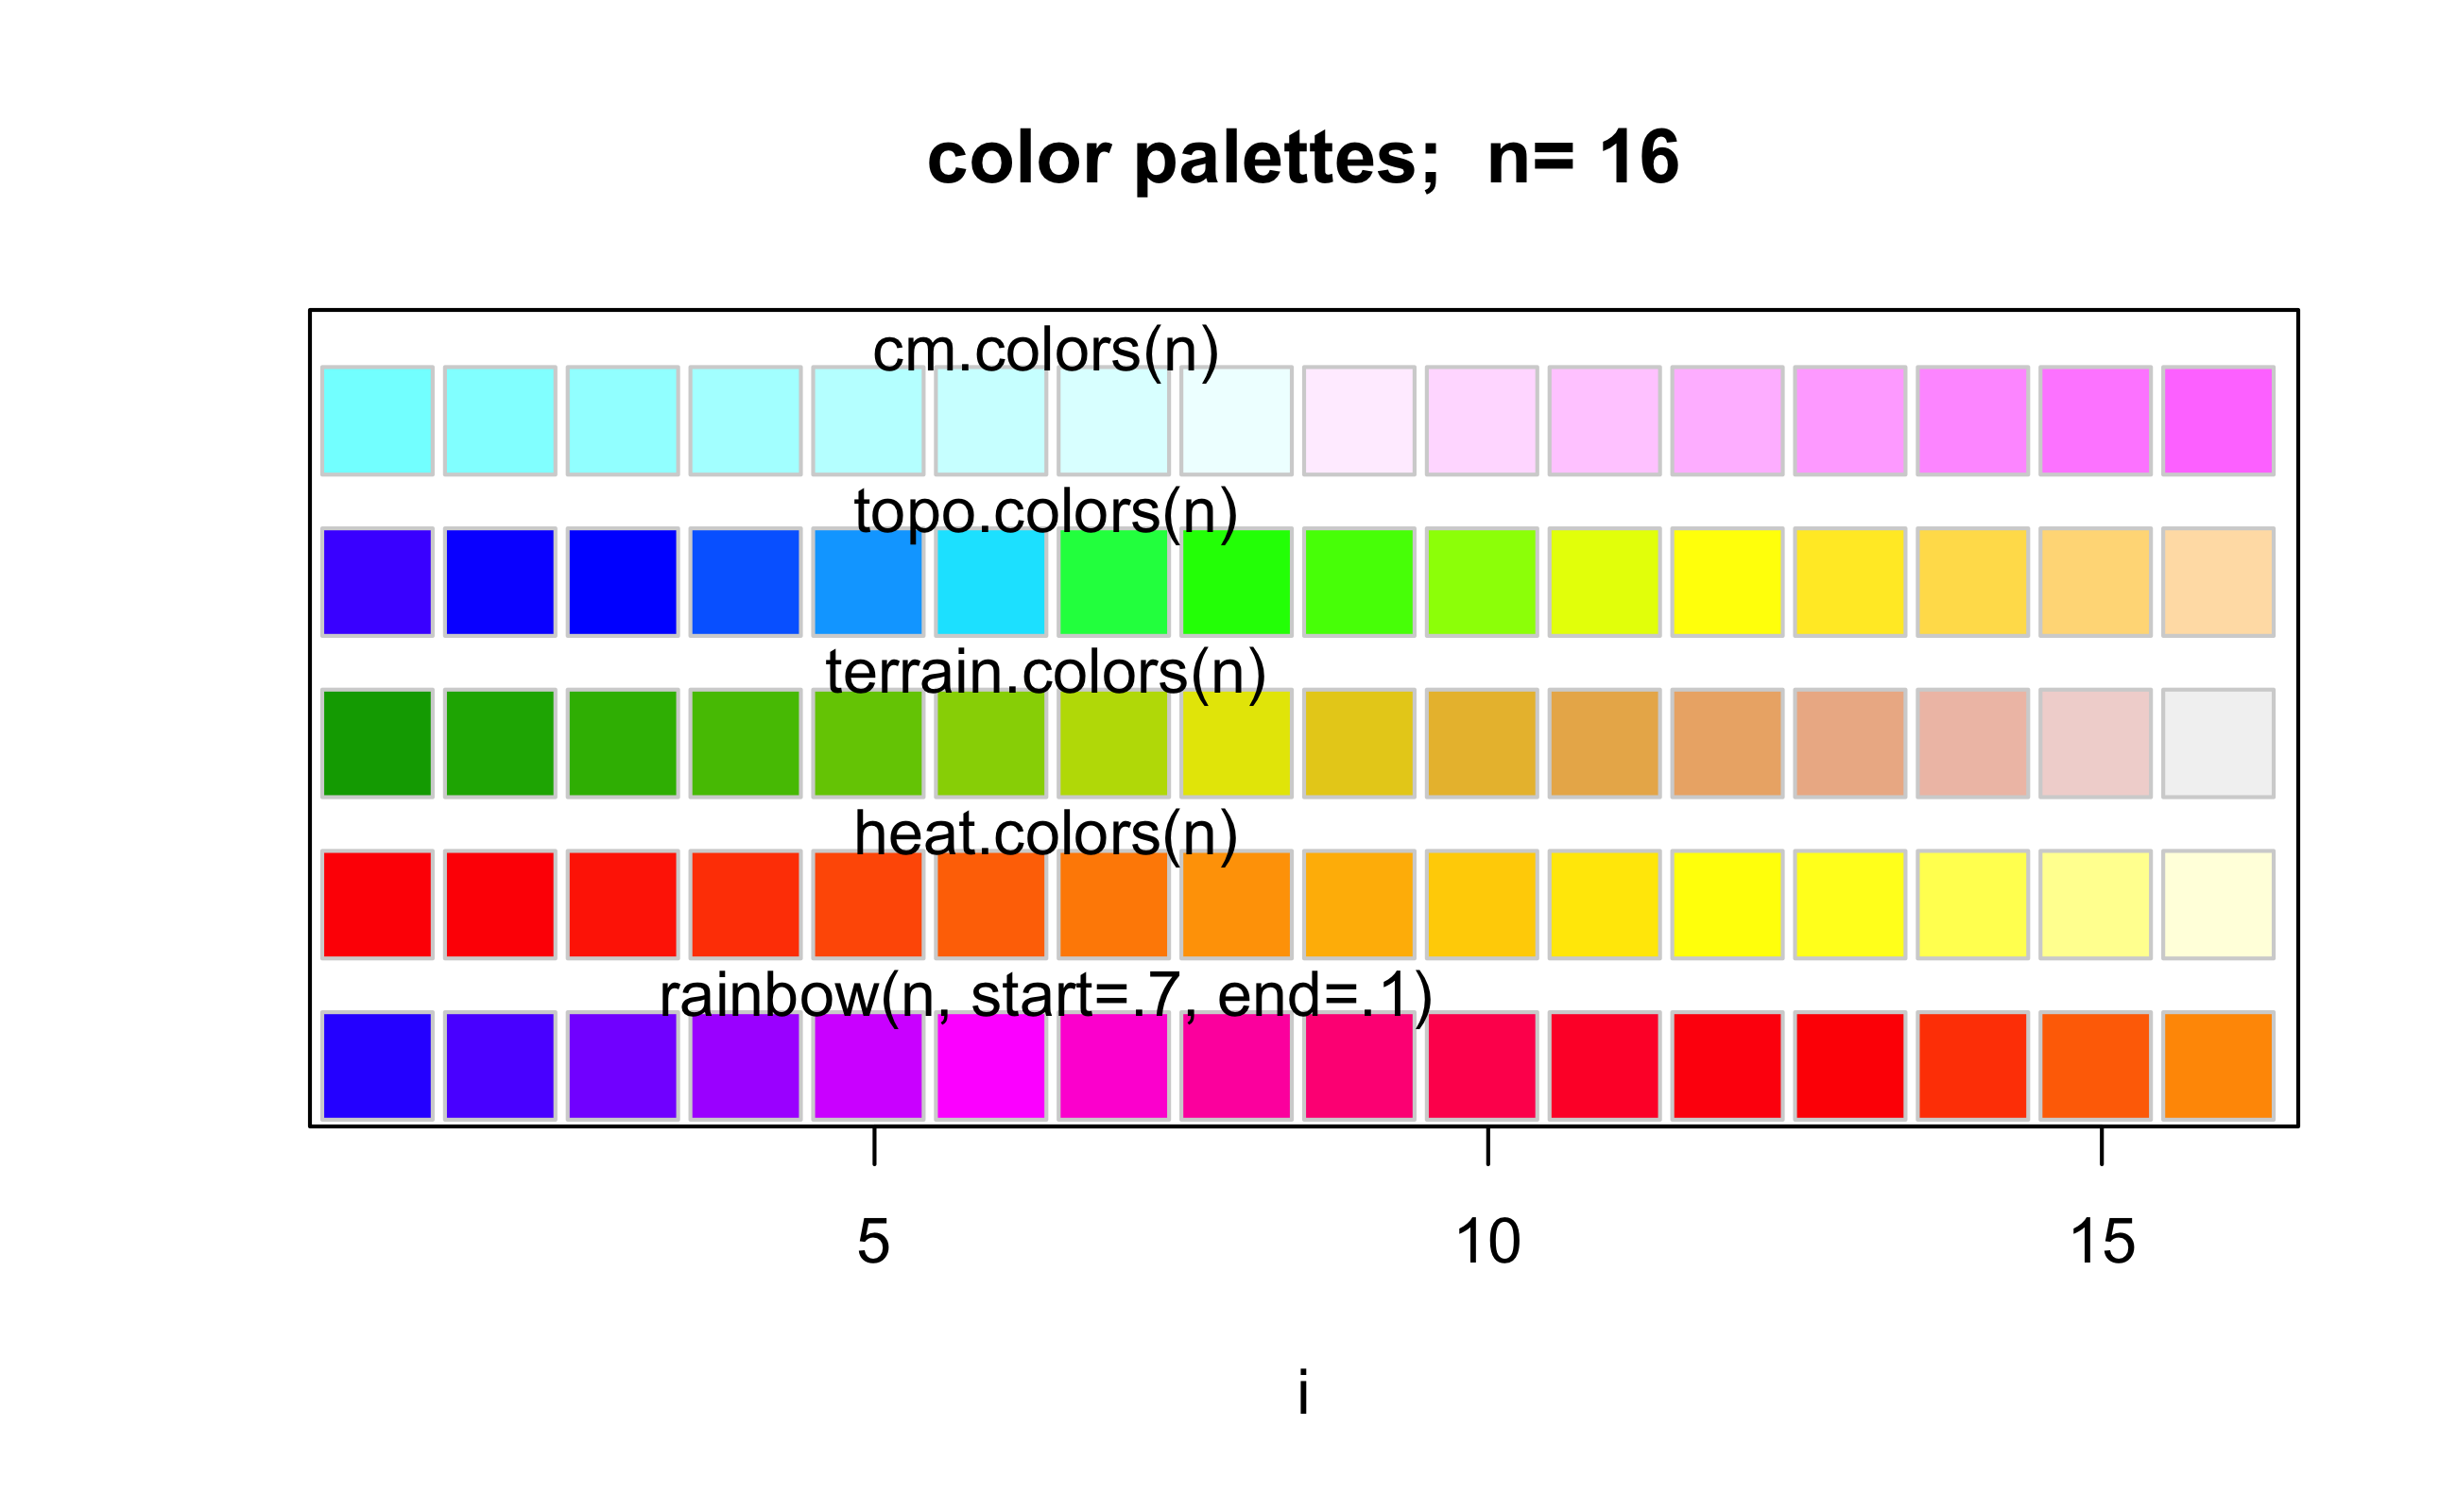 color palettes;  n= 16
cm.colors(n)
topo.colors(n)
terrain.colors(n)
heat.colors(n)
rainbow(n, start=.7, end=.1)
5 10 15
i